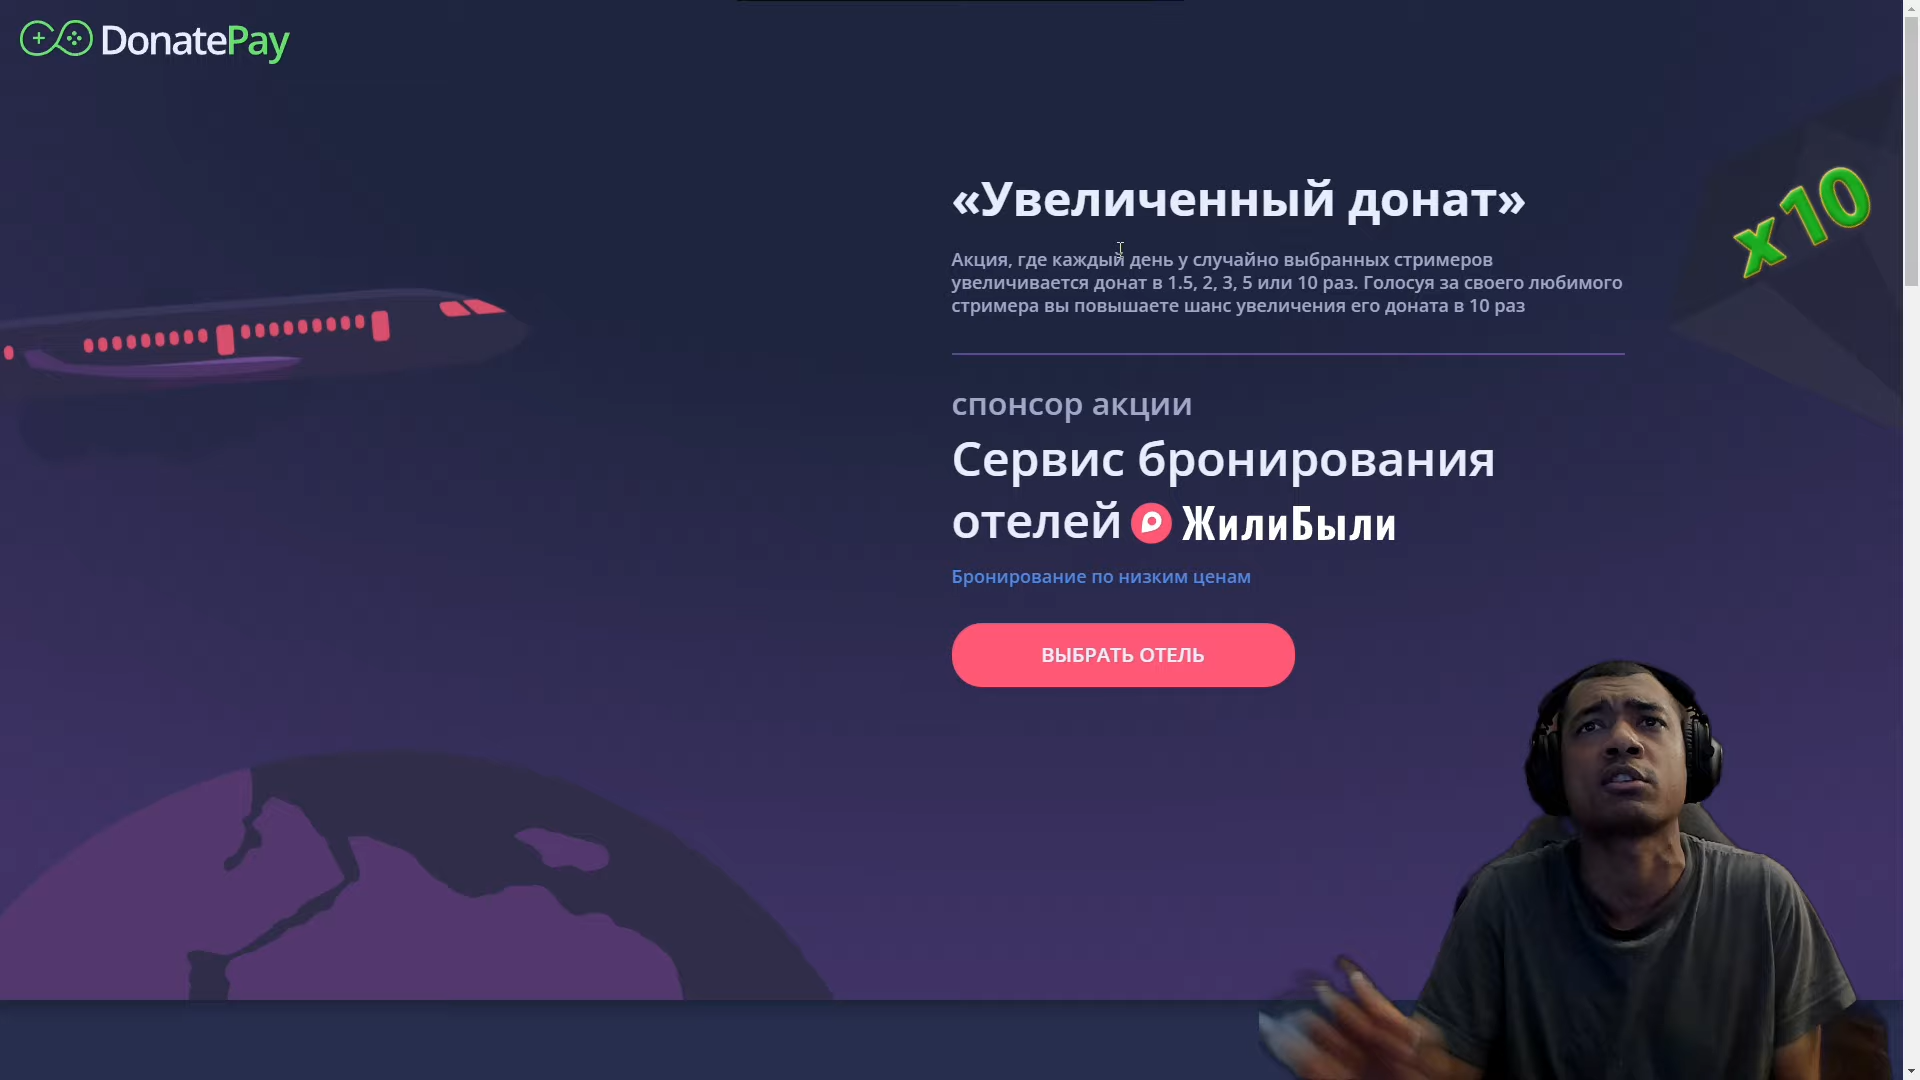 DonatePay
«Увеличенный донат»
x10
Акция, где каждый день у случайно выбранных стримеров
увеличивается донат в 1.5, 2, 3, 5 или 10 раз. Голосуя за своего любимого
стримера вы повышаете шанс увеличения его доната в 10 раз
спонсор акции
Сервис бронирования
отелей ЖилиБыли
Бронирование по низким ценам
ВЫБРАТЬ ОТЕЛЬ